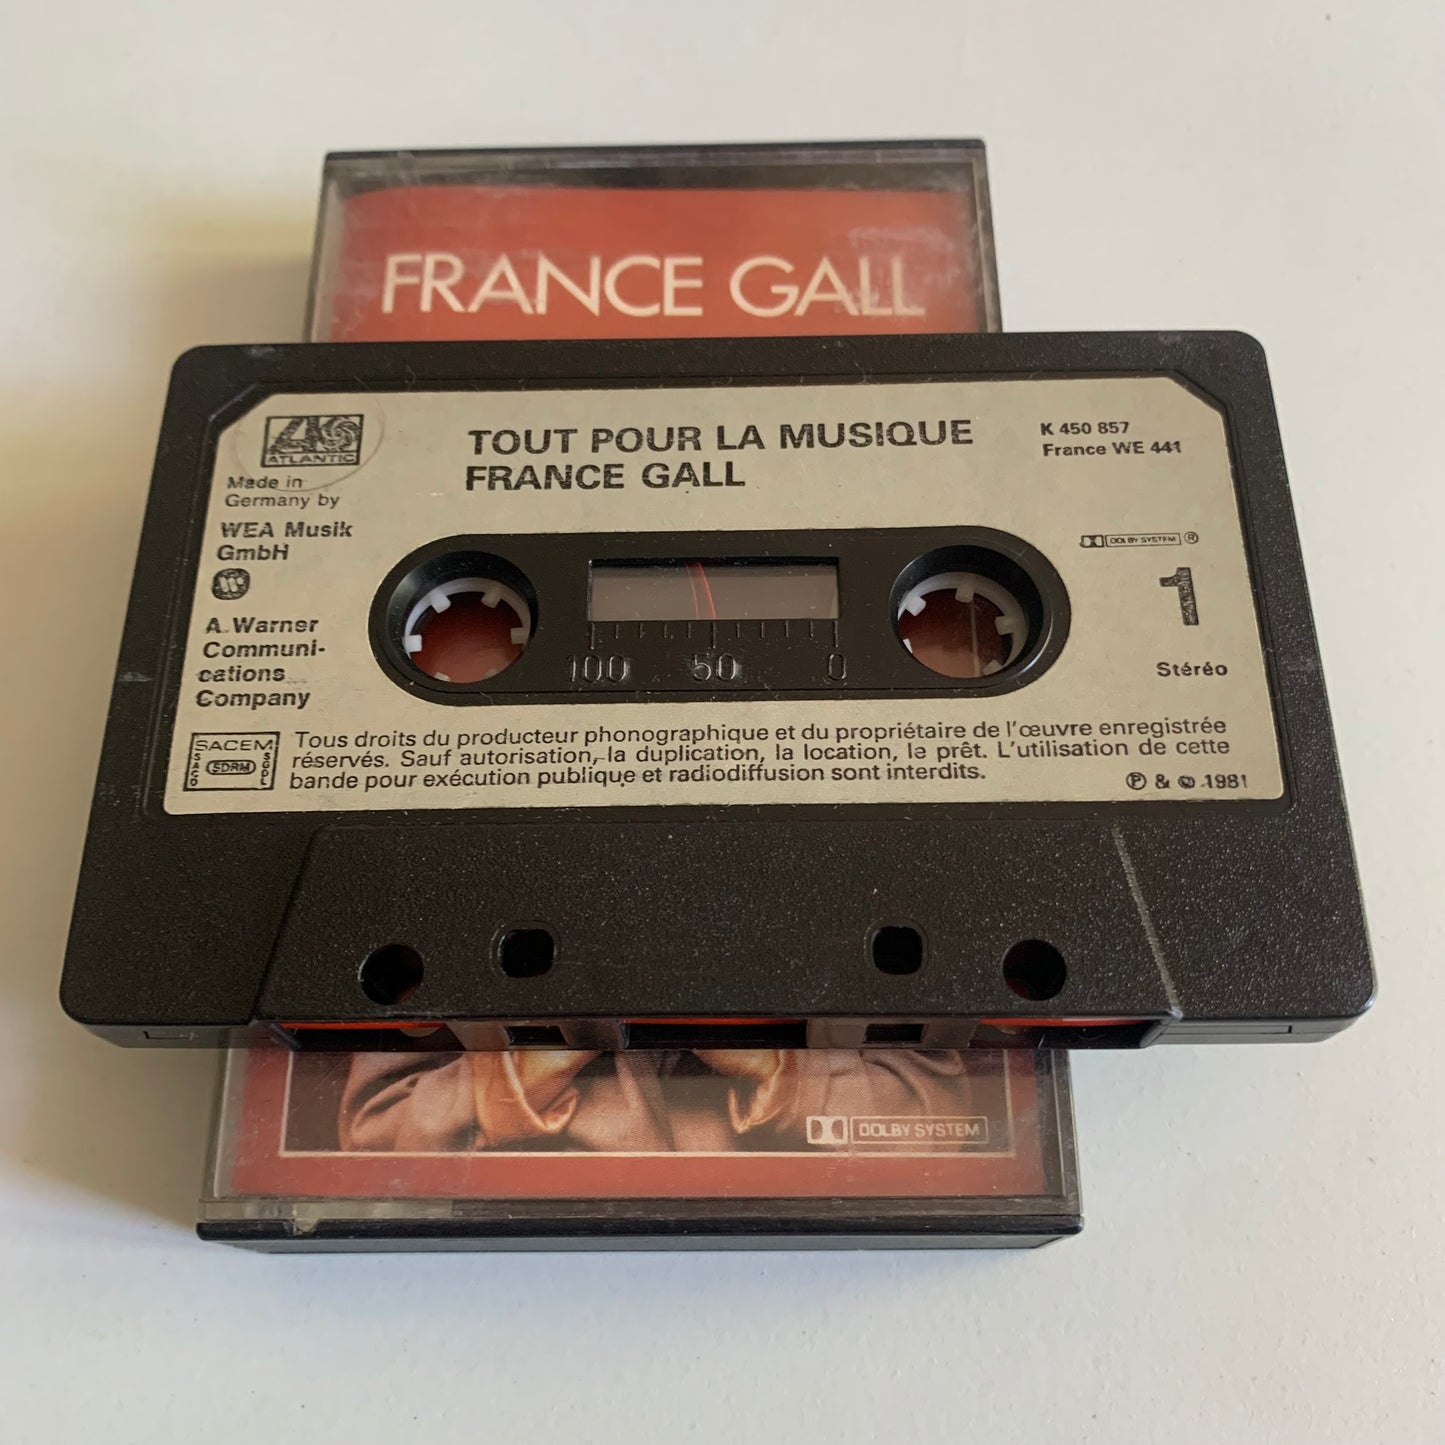 FRANCE GALL
ATLANTIC
TOUT POUR LA MUSIQUE
FRANCE GALL
K 450 857
France WE 441
Made in
Germany by
WEA Musik
GmbH
A Warner
Communi-
cations
Company
DOLBY SYSTEM ®
1
Stéréo
100 50 0
SACEM
SDRM
SACD
SGDL
Tous droits du producteur phonographique et du propriétaire de l'œuvre enregistrée
réservés. Sauf autorisation, la duplication, la location, le prêt. L'utilisation de cette
bande pour exécution publique et radiodiffusion sont interdits.
℗ & © 1981
DOLBY SYSTEM